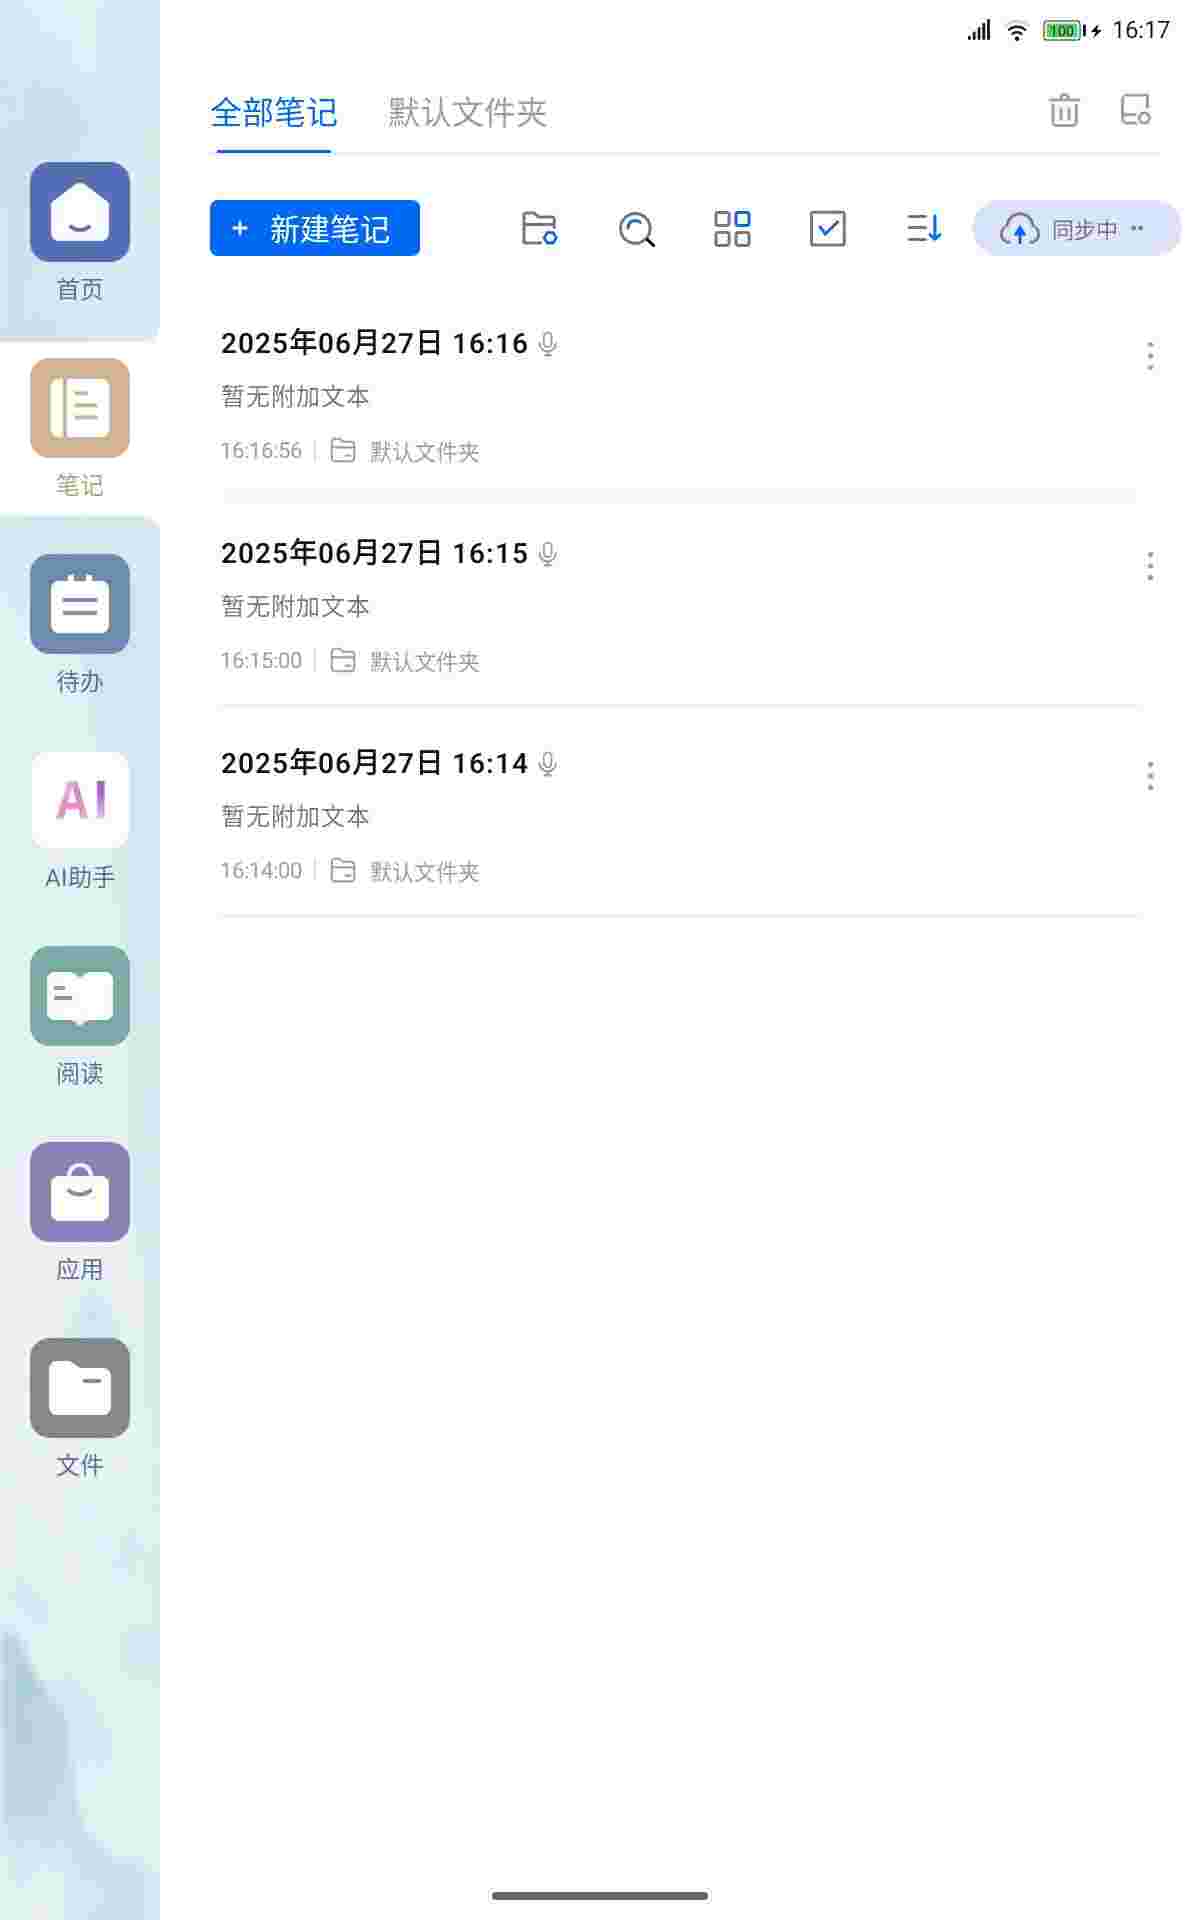 100 16:17
全部笔记 默认文件夹
+ 新建笔记 同步中 ··
首页
笔记
待办
AI
AI助手
阅读
应用
文件
2025年06月27日 16:16
暂无附加文本
16:16:56 默认文件夹
2025年06月27日 16:15
暂无附加文本
16:15:00 默认文件夹
2025年06月27日 16:14
暂无附加文本
16:14:00 默认文件夹